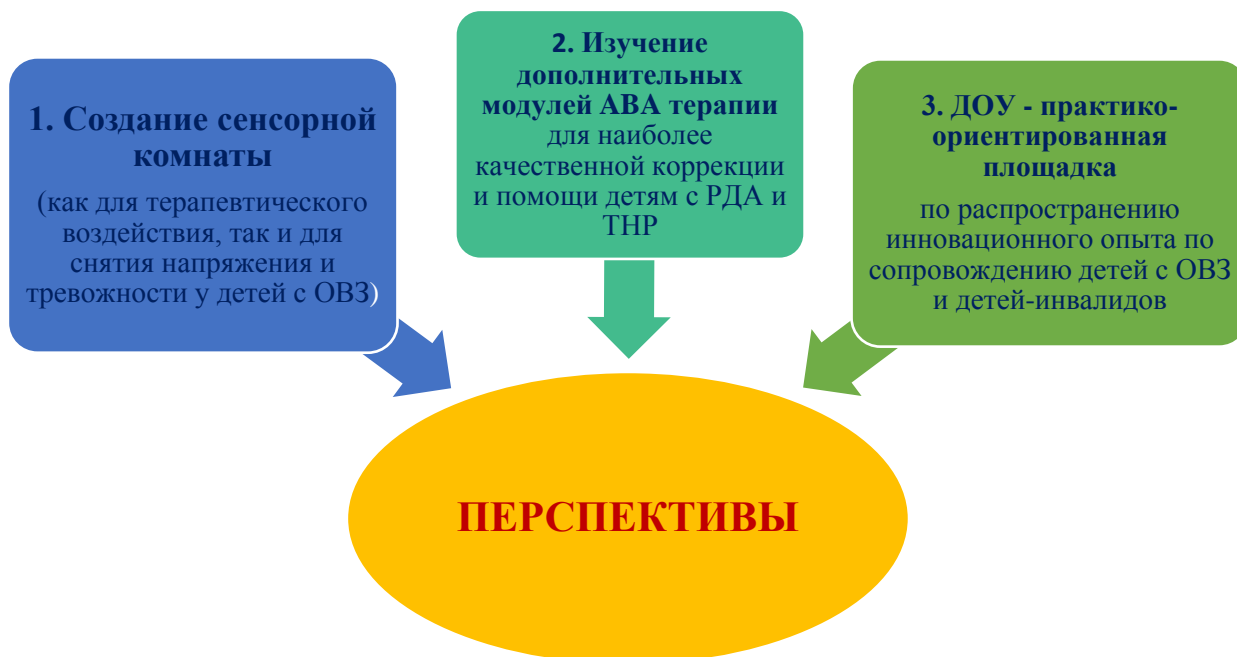 1. Создание сенсорной
комнаты
(как для терапевтического
воздействия, так и для
снятия напряжения и
тревожности у детей с ОВЗ)
2. Изучение
дополнительных
модулей АВА терапии
для наиболее
качественной коррекции
и помощи детям с РДА и
ТНР
3. ДОУ - практико-
ориентированная
площадка
по распространению
инновационного опыта по
сопровождению детей с ОВЗ
и детей-инвалидов
ПЕРСПЕКТИВЫ